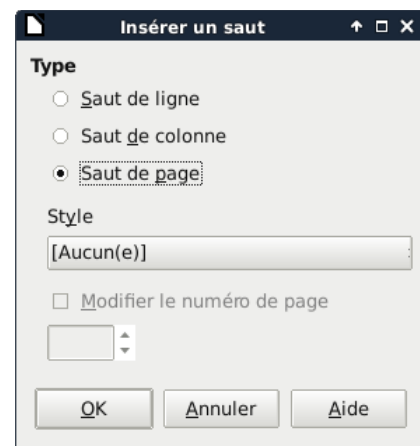 Insérer un saut
Type
Saut de ligne
Saut de colonne
Saut de page
Style
[Aucun(e)]
Modifier le numéro de page
OK Annuler Aide